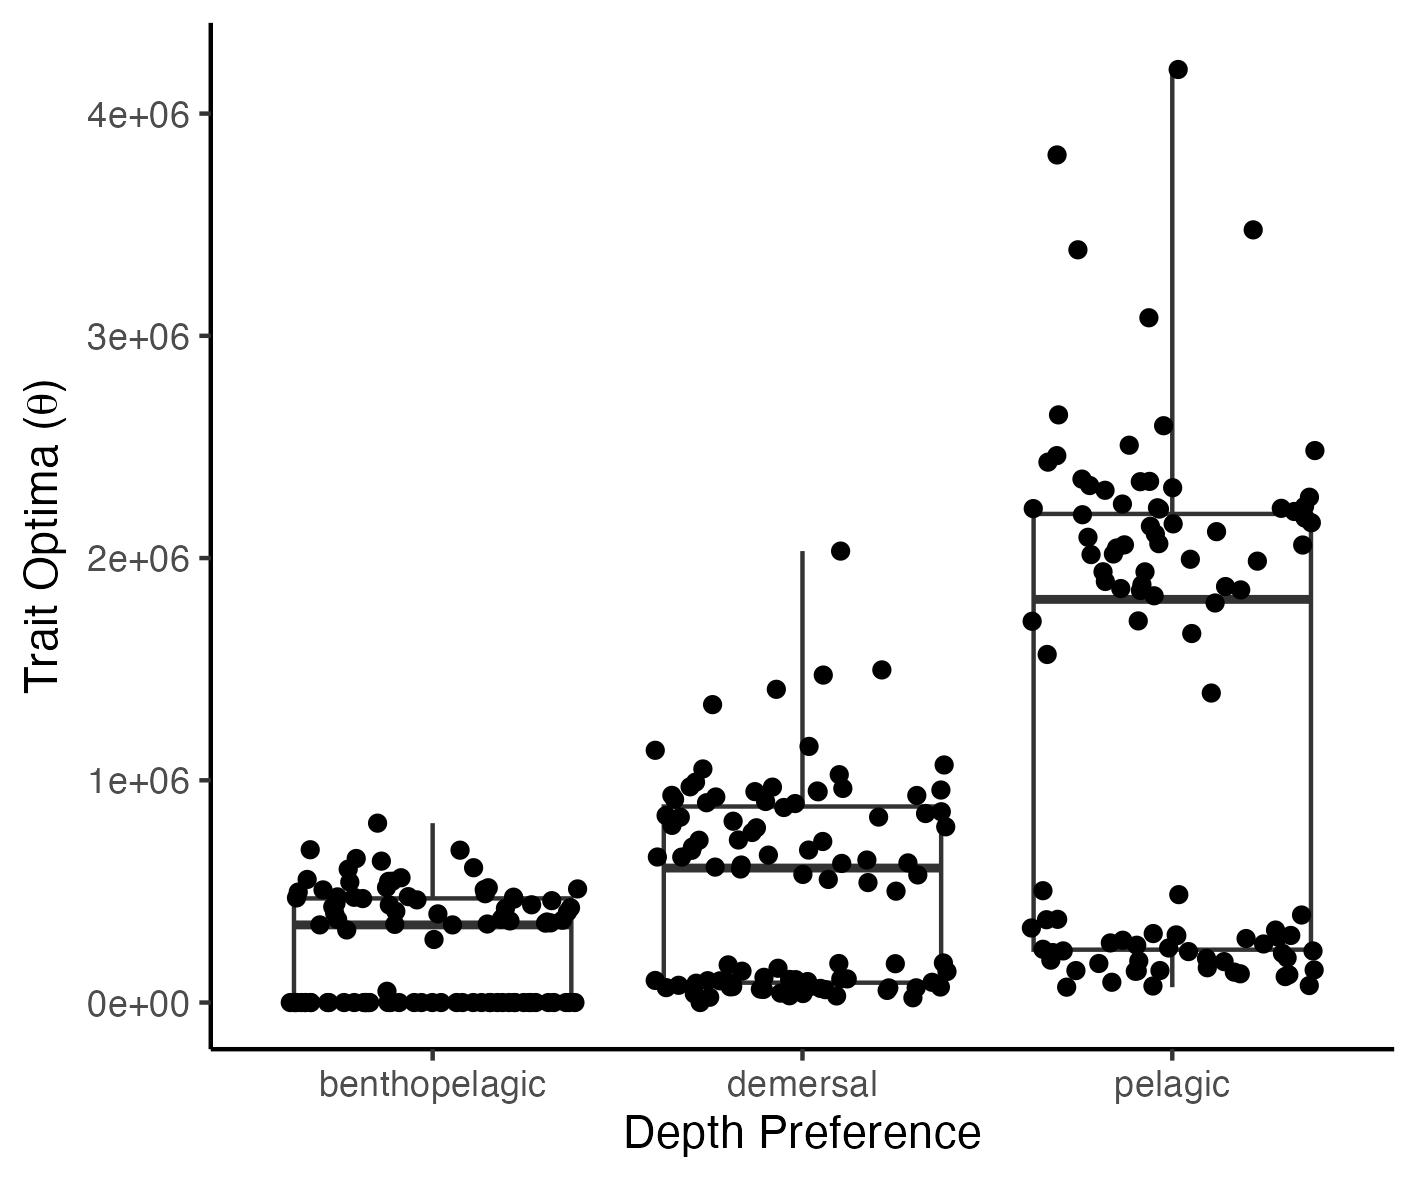 Trait Optima (θ)
4e+06
3e+06
2e+06
1e+06
0e+00
benthopelagic demersal pelagic
Depth Preference